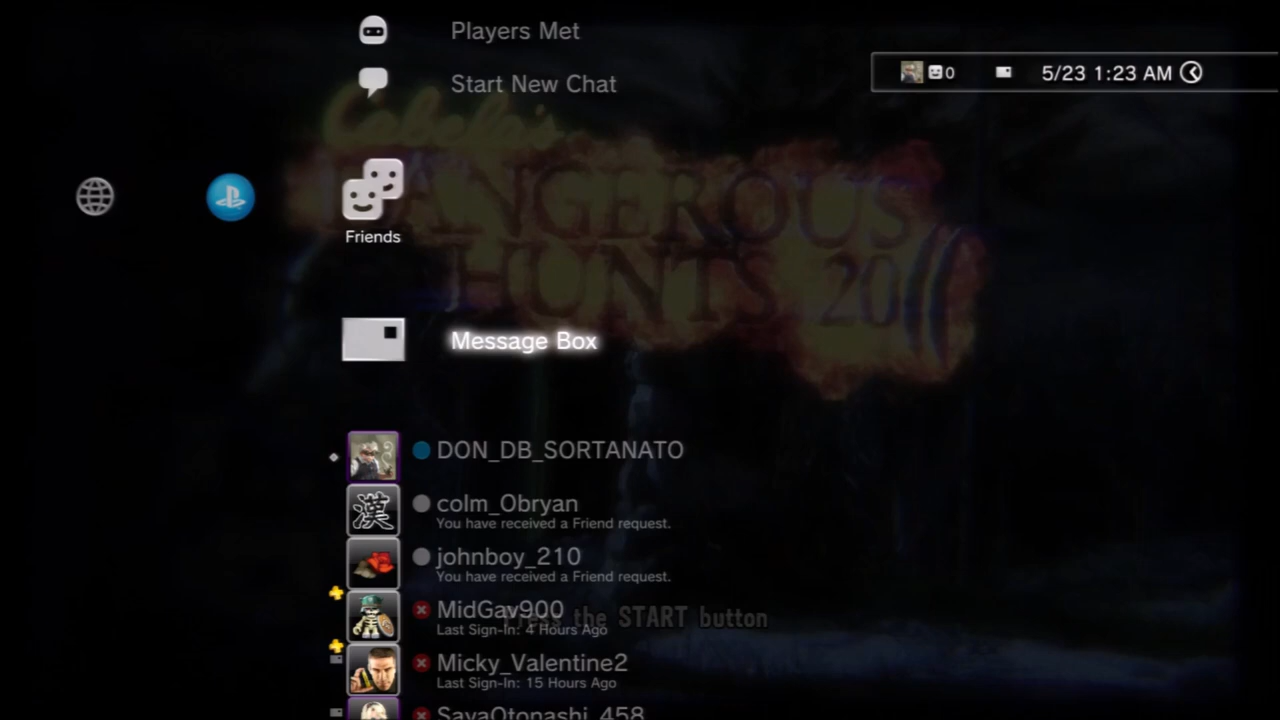 Players Met
Start New Chat
0
5/23 1:23 AM
Cabela's
DANGEROUS
HUNTS 2011
Friends
Message Box
DON_DB_SORTANATO
漢
colm_Obryan
You have received a Friend request.
johnboy_210
You have received a Friend request.
MidGav900
Press the START button
Last Sign-In: 4 Hours Ago
Micky_Valentine2
Last Sign-In: 15 Hours Ago
SayaOtonashi_458